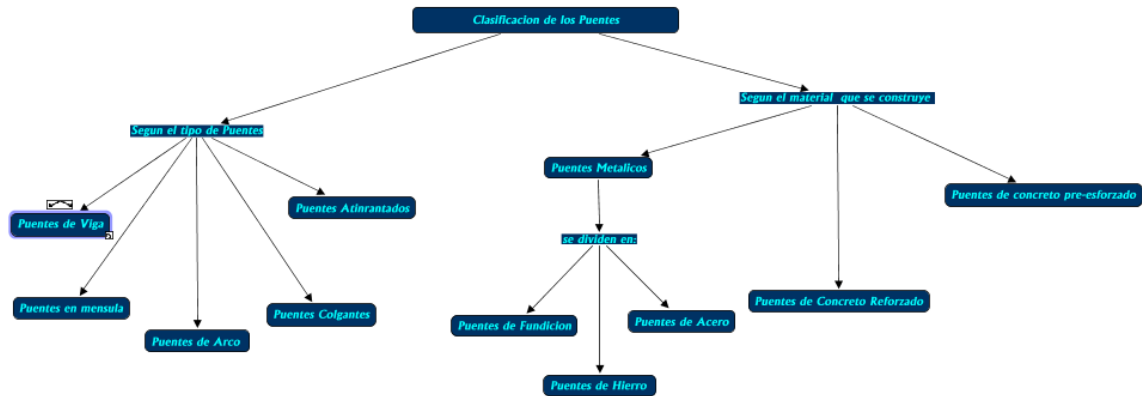 Clasificacion de los Puentes
Segun el tipo de Puentes
Segun el material que se construye
Puentes de Viga
Puentes en mensula
Puentes de Arco
Puentes Colgantes
Puentes Atinrantados
Puentes Metalicos
se dividen en:
Puentes de Fundicion
Puentes de Hierro
Puentes de Acero
Puentes de Concreto Reforzado
Puentes de concreto pre-esforzado